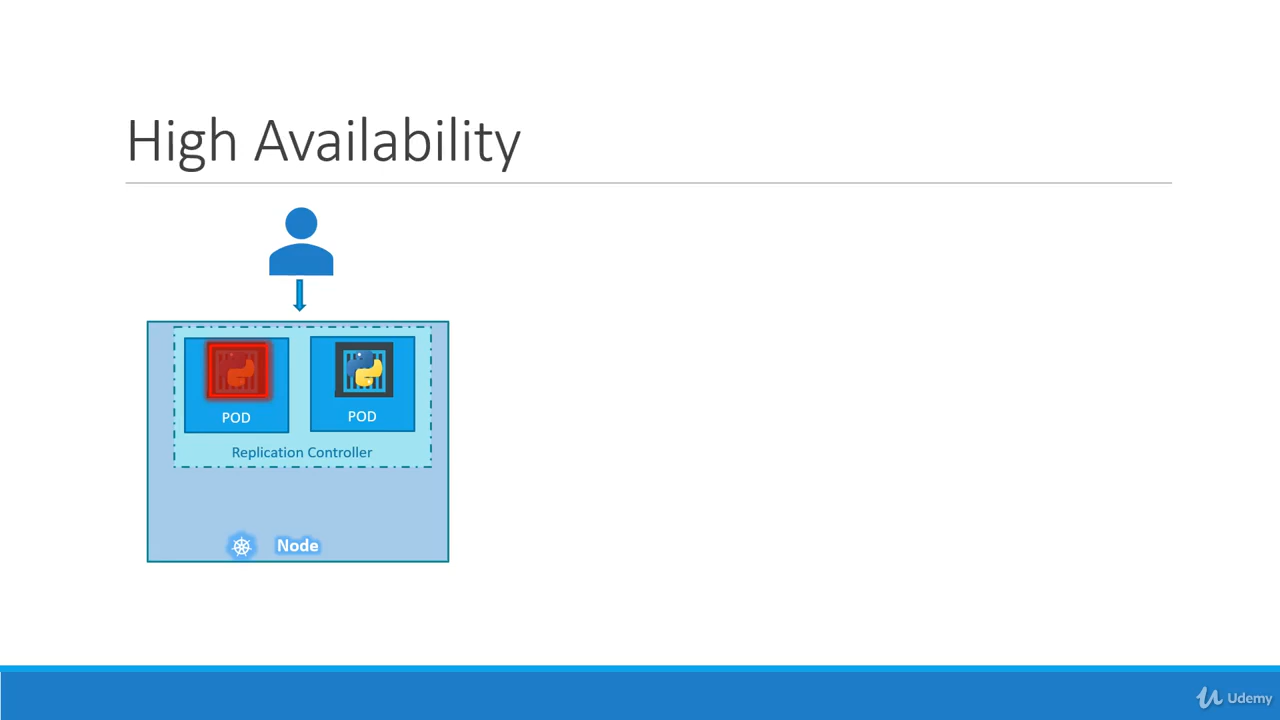 High Availability
POD
POD
Replication Controller
Node
Udemy